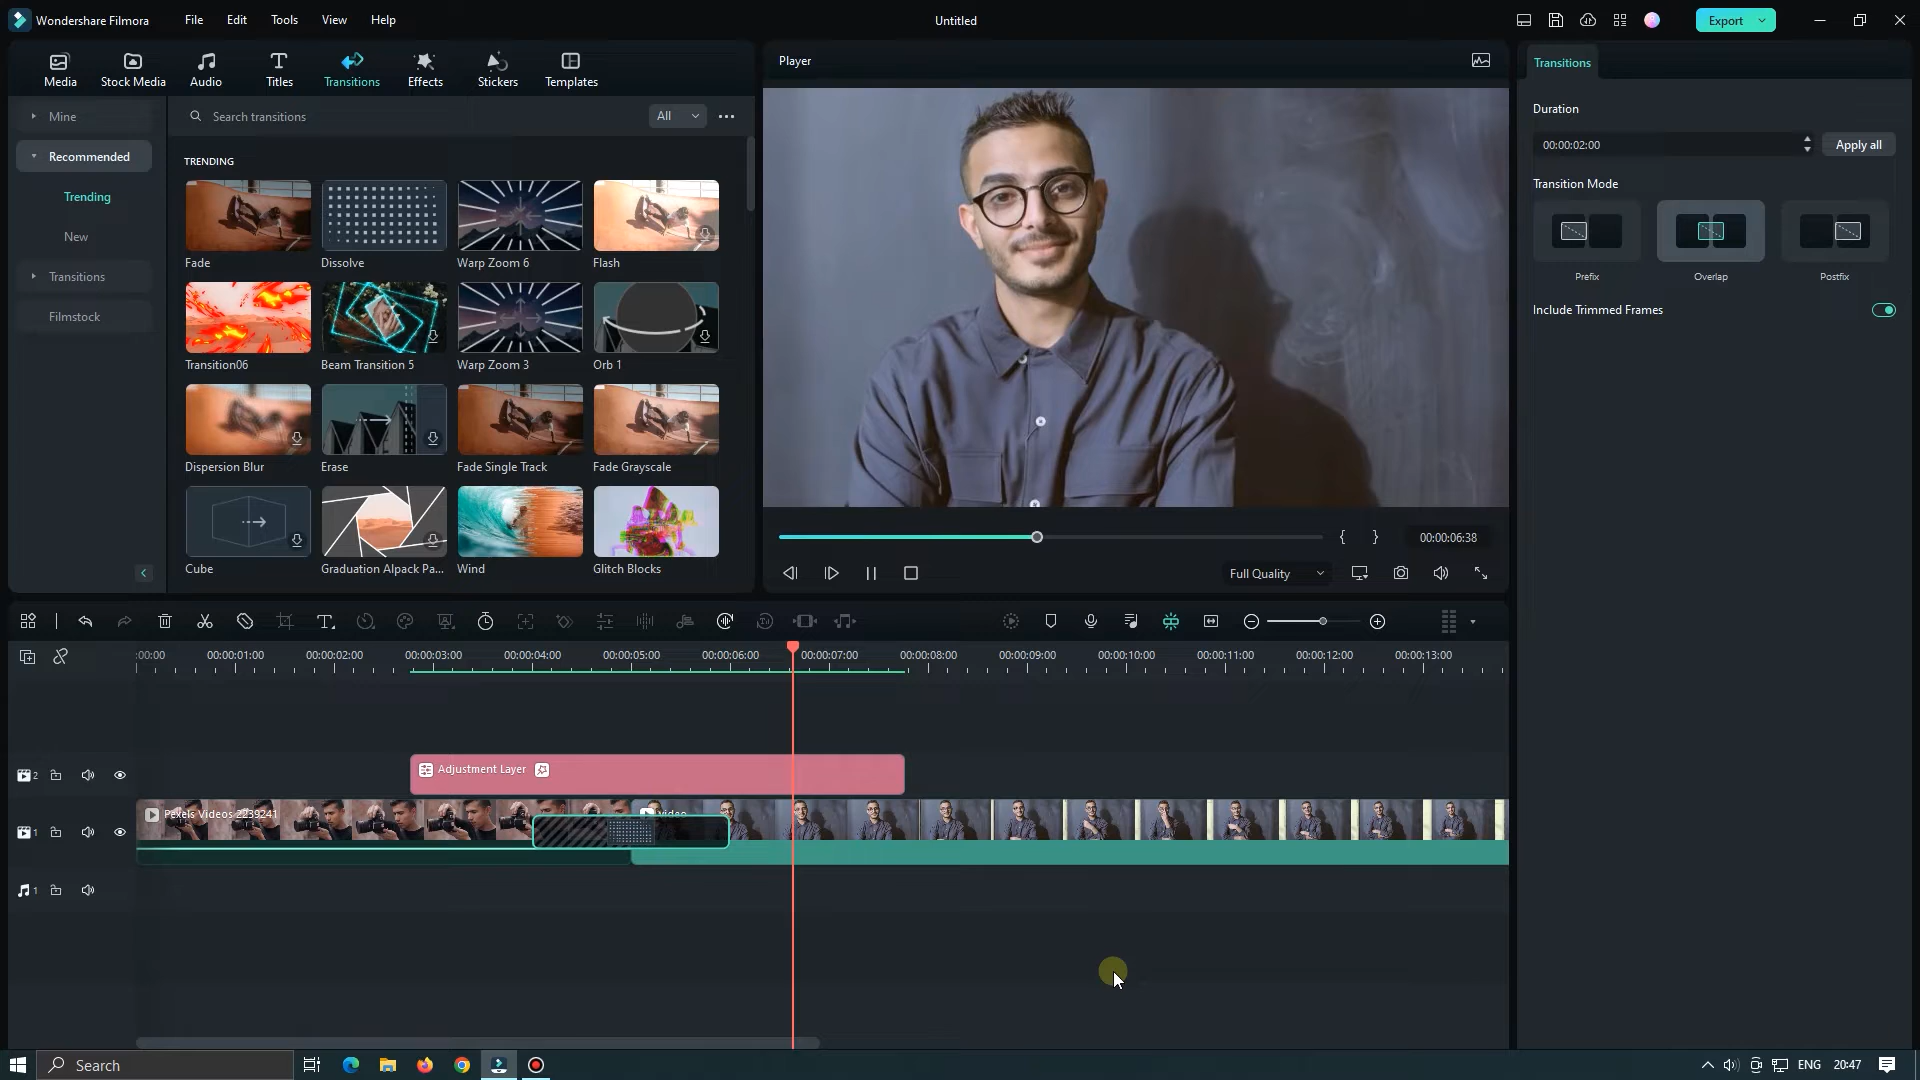 Wondershare Filmora File Edit Tools View Help Untitled Export
Media Stock Media Audio Titles Transitions Effects Stickers Templates
Mine
Recommended
Trending
New
Transitions
Filmstock
Search transitions All
TRENDING
Fade Dissolve Warp Zoom 6 Flash
Transition06 Beam Transition 5 Warp Zoom 3 Orb 1
Dispersion Blur Erase Fade Single Track Fade Grayscale
Cube Graduation Alpack Pa... Wind Glitch Blocks
Player
{ } 00:00:06:38
Full Quality
Transitions
Duration
00:00:02:00 Apply all
Transition Mode
Prefix Overlap Postfix
Include Trimmed Frames
:00:00 00:00:01:00 00:00:02:00 00:00:03:00 00:00:04:00 00:00:05:00 00:00:06:00 00:00:07:00 00:00:08:00 00:00:09:00 00:00:10:00 00:00:11:00 00:00:12:00 00:00:13:00
2 Adjustment Layer
Pexels Videos 2239241 video
1
1
Search ENG 20:47